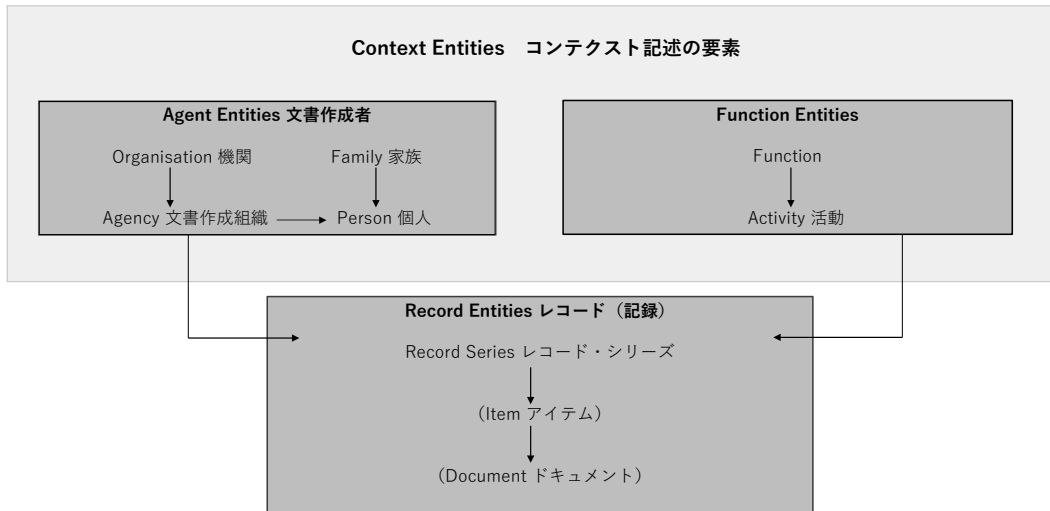 Context Entities　コンテクスト記述の要素
Agent Entities 文書作成者
Organisation 機関
Family 家族
Agency 文書作成組織
Person 個人
Function Entities
Function
Activity 活動
Record Entities レコード（記録）
Record Series レコード・シリーズ
（Item アイテム）
（Document ドキュメント）